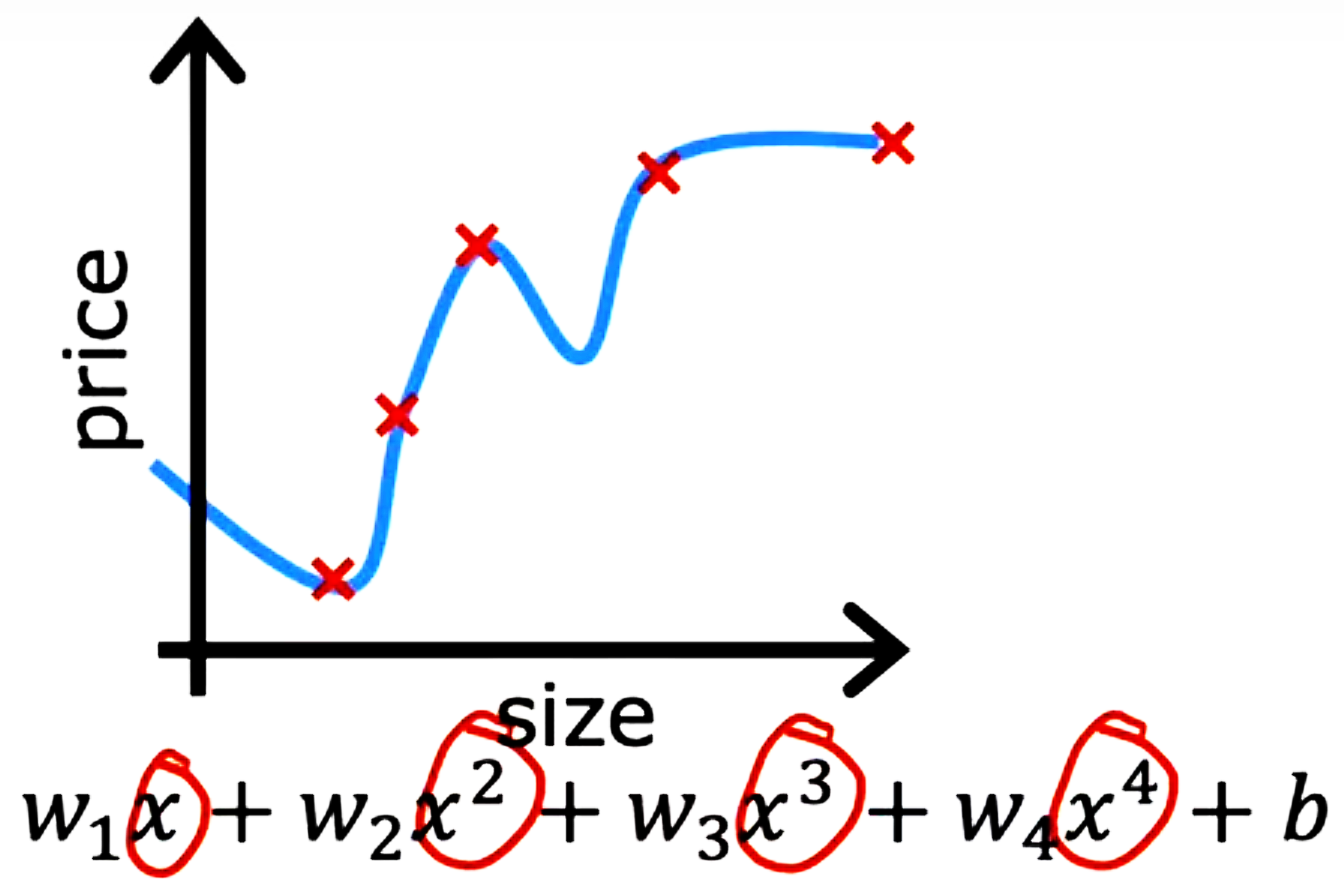 price
size
w₁x + w₂x² + w₃x³ + w₄x⁴ + b